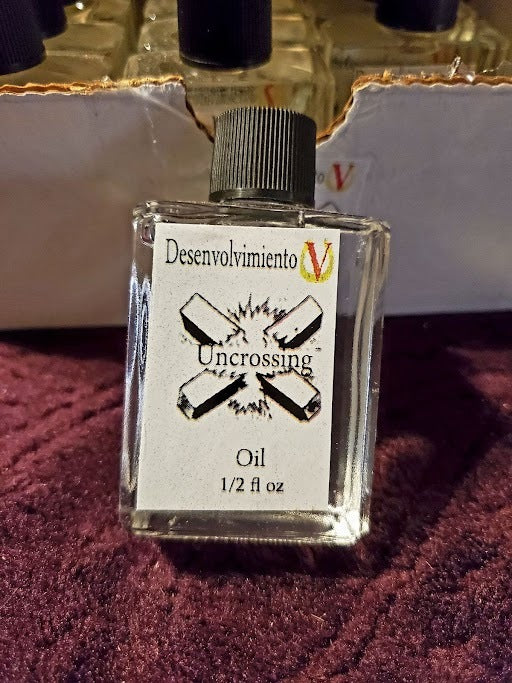 Desenvolvimiento V
Uncrossing
Oil
1/2 fl oz
V